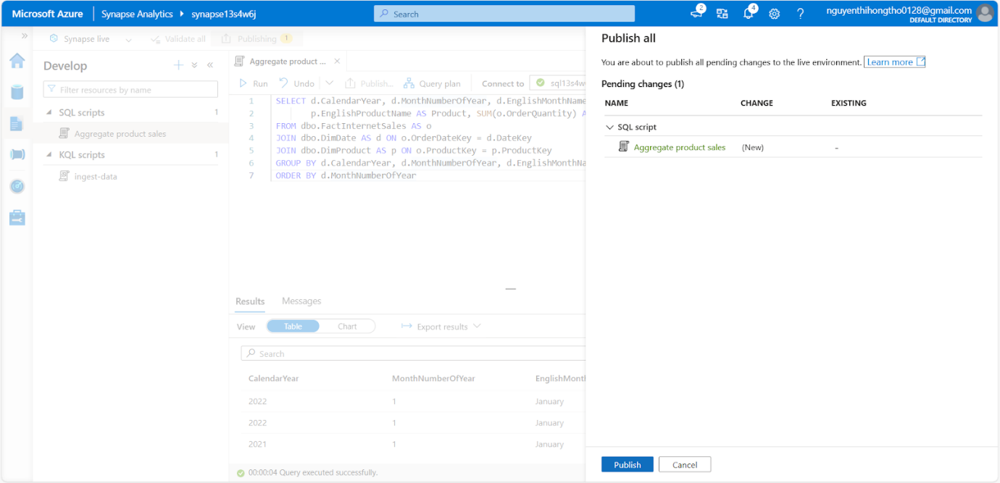 Microsoft Azure | Synapse Analytics synapse13s4w6j Search 2 4 ? nguyenthihongtho0128@gmail.com
DEFAULT DIRECTORY
» Synapse live Validate all Publishing 1
Develop + «
Filter resources by name
SQL scripts 1
Aggregate product sales
KQL scripts 1
ingest-data
Aggregate product ... ×
Run Undo Publish... Query plan Connect to sql13s4w
1 SELECT d.CalendarYear, d.MonthNumberOfYear, d.EnglishMonthName
2 p.EnglishProductName AS Product, SUM(o.OrderQuantity) A
3 FROM dbo.FactInternetSales AS o
4 JOIN dbo.DimDate AS d ON o.OrderDateKey = d.DateKey
5 JOIN dbo.DimProduct AS p ON o.ProductKey = p.ProductKey
6 GROUP BY d.CalendarYear, d.MonthNumberOfYear, d.EnglishMonthNa
7 ORDER BY d.MonthNumberOfYear
Results Messages
View Table Chart Export results
Search
CalendarYear MonthNumberOfYear EnglishMonth
2022 1 January
2022 1 January
2021 1 January
00:00:04 Query executed successfully.
Publish all
You are about to publish all pending changes to the live environment. Learn more
Pending changes (1)
NAME CHANGE EXISTING
SQL script
Aggregate product sales (New) -
Publish Cancel